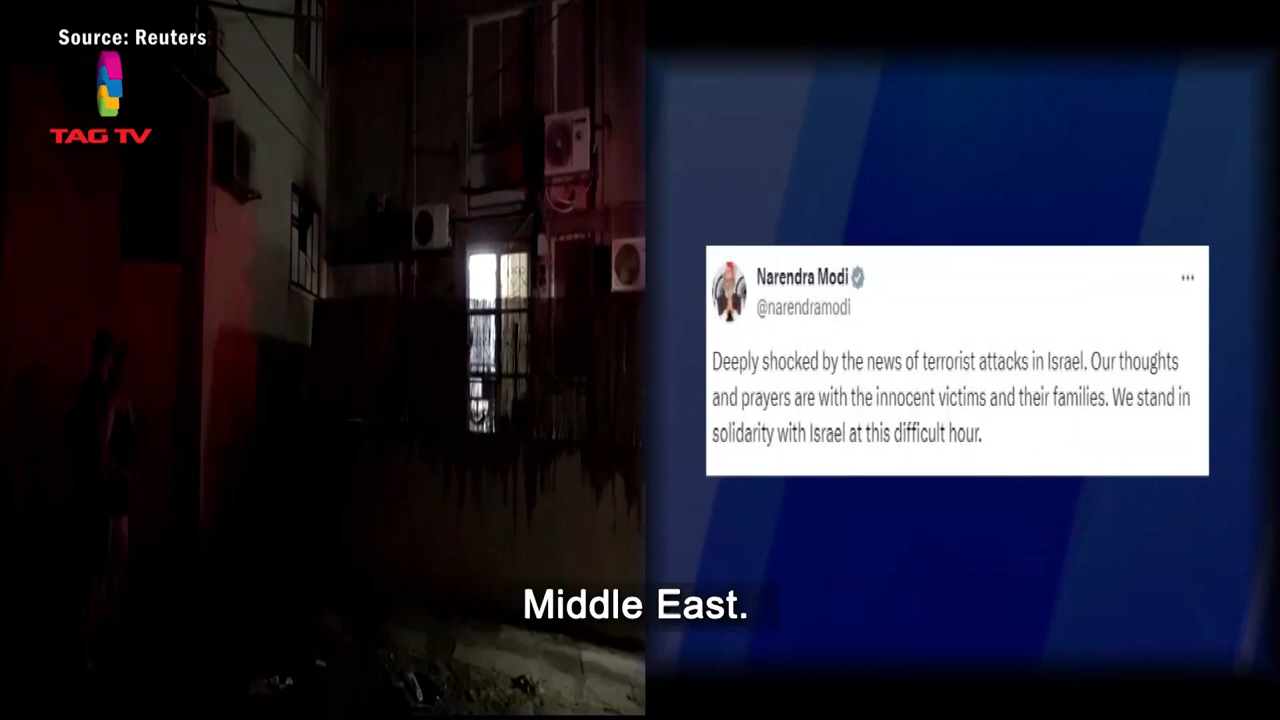 Source: Reuters
TAG TV
Narendra Modi
@narendramodi
Deeply shocked by the news of terrorist attacks in Israel. Our thoughts
and prayers are with the innocent victims and their families. We stand in
solidarity with Israel at this difficult hour.
Middle East.